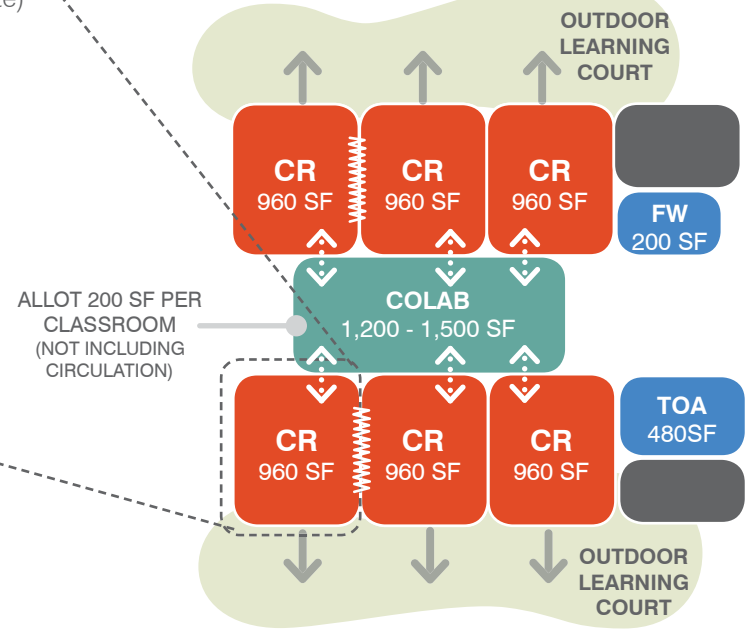 OUTDOOR
LEARNING
COURT
CR
960 SF
CR
960 SF
CR
960 SF
FW
200 SF
ALLOT 200 SF PER
CLASSROOM
(NOT INCLUDING
CIRCULATION)
COLAB
1,200 - 1,500 SF
CR
960 SF
CR
960 SF
CR
960 SF
TOA
480SF
OUTDOOR
LEARNING
COURT